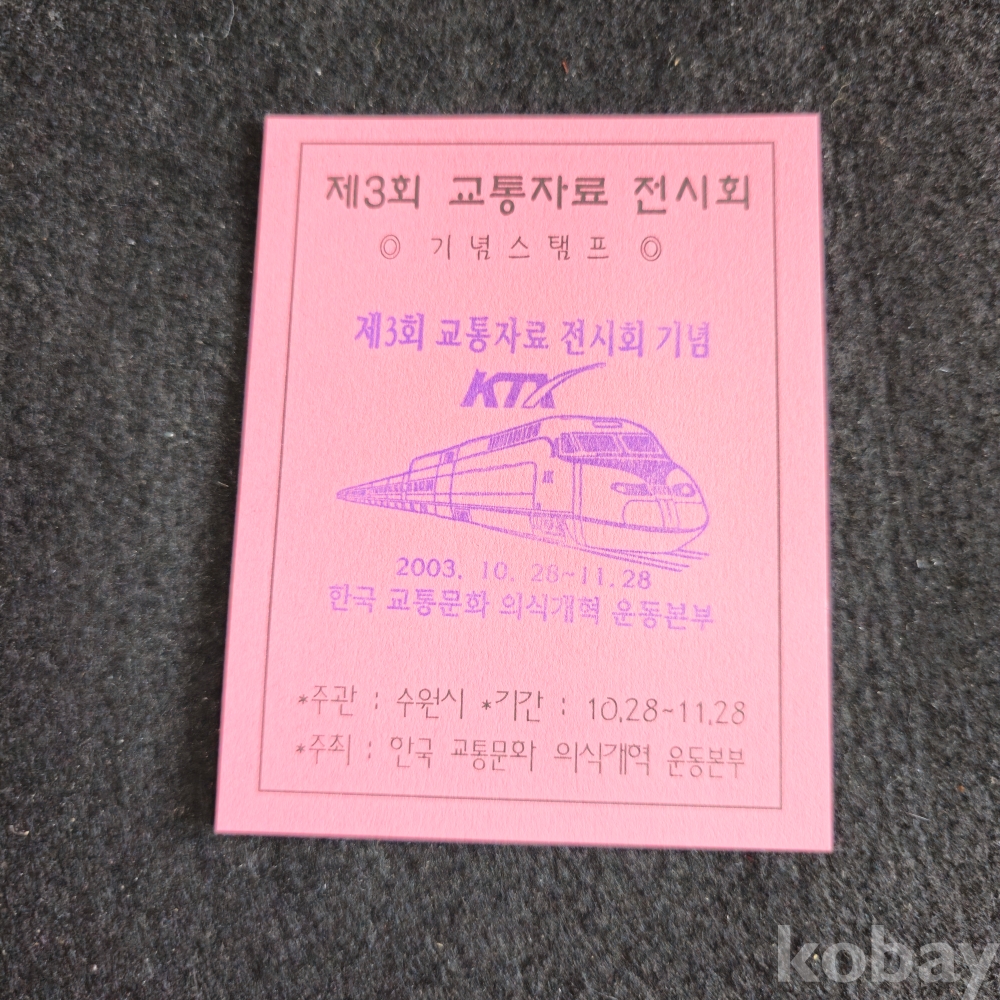 제3회 교통자료 전시회
◎ 기념스탬프 ◎
제3회 교통자료 전시회 기념
KTX
2003. 10. 28~11.28
한국 교통문화 의식개혁 운동본부
*주관 : 수원시 *기간 : 10.28~11.28
*주최 : 한국 교통문화 의식개혁 운동본부
kobay